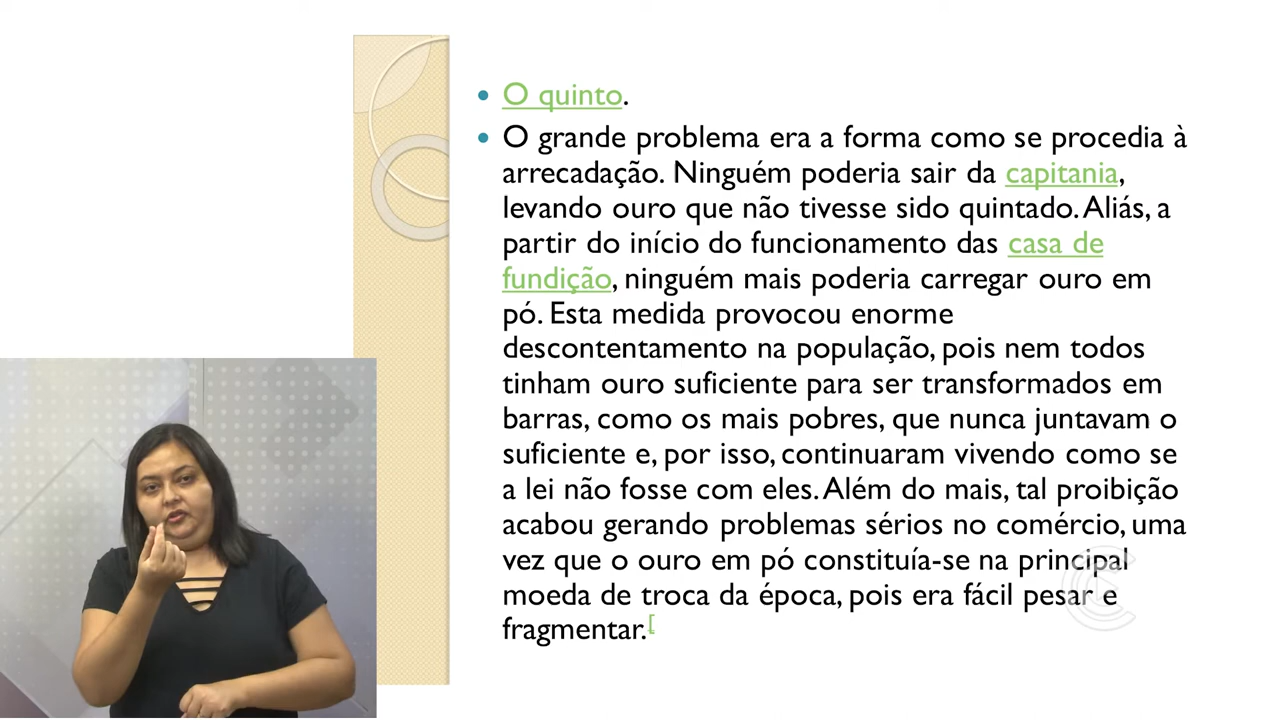 O quinto.
O grande problema era a forma como se procedia à
arrecadação. Ninguém poderia sair da capitania,
levando ouro que não tivesse sido quintado. Aliás, a
partir do início do funcionamento das casa de
fundição, ninguém mais poderia carregar ouro em
pó. Esta medida provocou enorme
descontentamento na população, pois nem todos
tinham ouro suficiente para ser transformados em
barras, como os mais pobres, que nunca juntavam o
suficiente e, por isso, continuaram vivendo como se
a lei não fosse com eles. Além do mais, tal proibição
acabou gerando problemas sérios no comércio, uma
vez que o ouro em pó constituía-se na principal
moeda de troca da época, pois era fácil pesar e
fragmentar.[